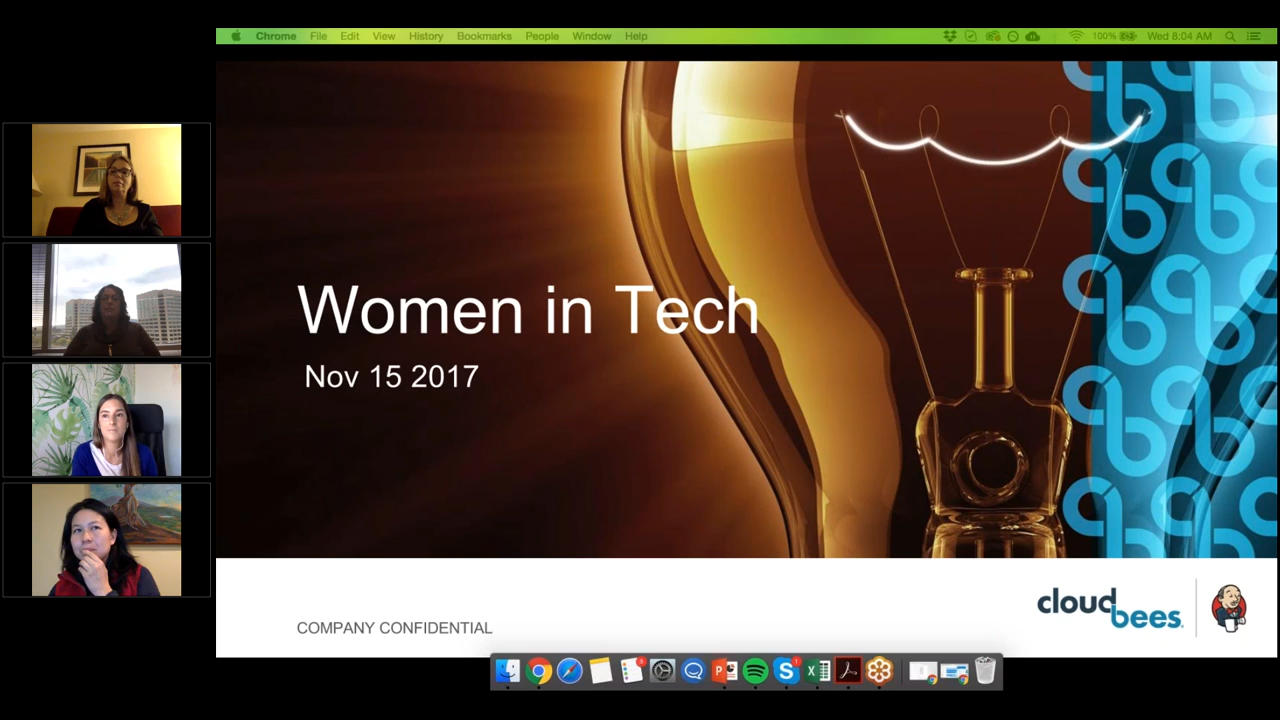 Chrome File Edit View History Bookmarks People Window Help 100% Wed 8:04 AM
Women in Tech
Nov 15 2017
cloudbees
COMPANY CONFIDENTIAL